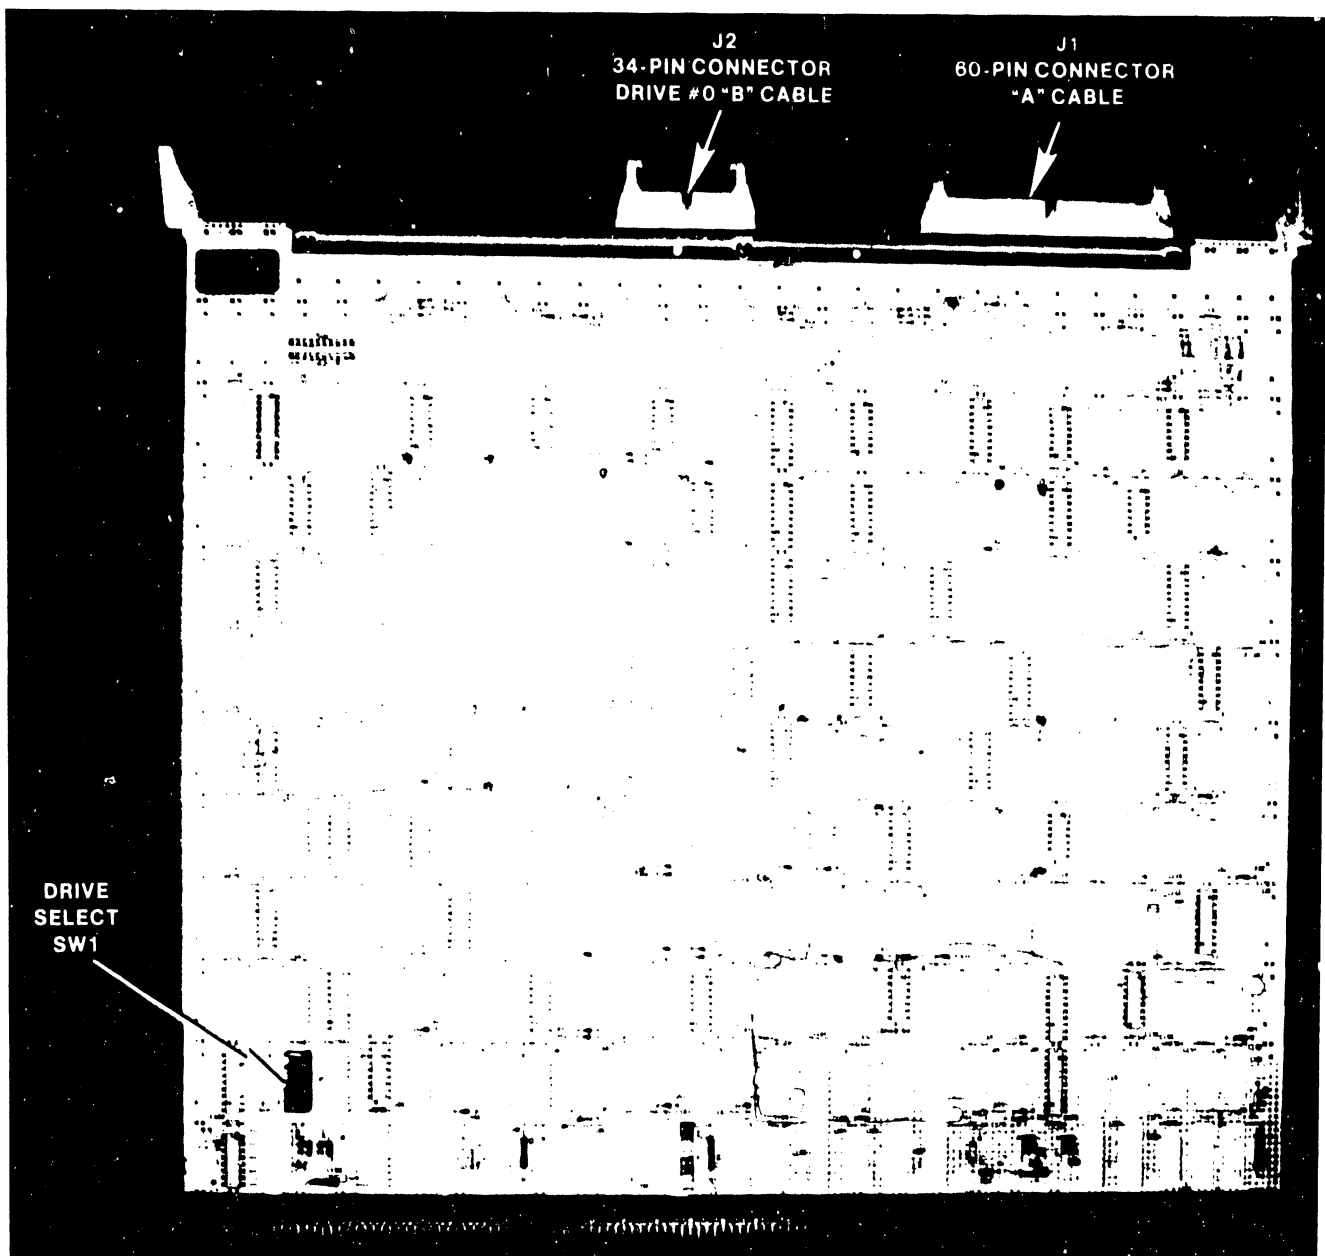 J2
34-PIN CONNECTOR
DRIVE #0 "B" CABLE
J1
60-PIN CONNECTOR
"A" CABLE
DRIVE
SELECT
SW1